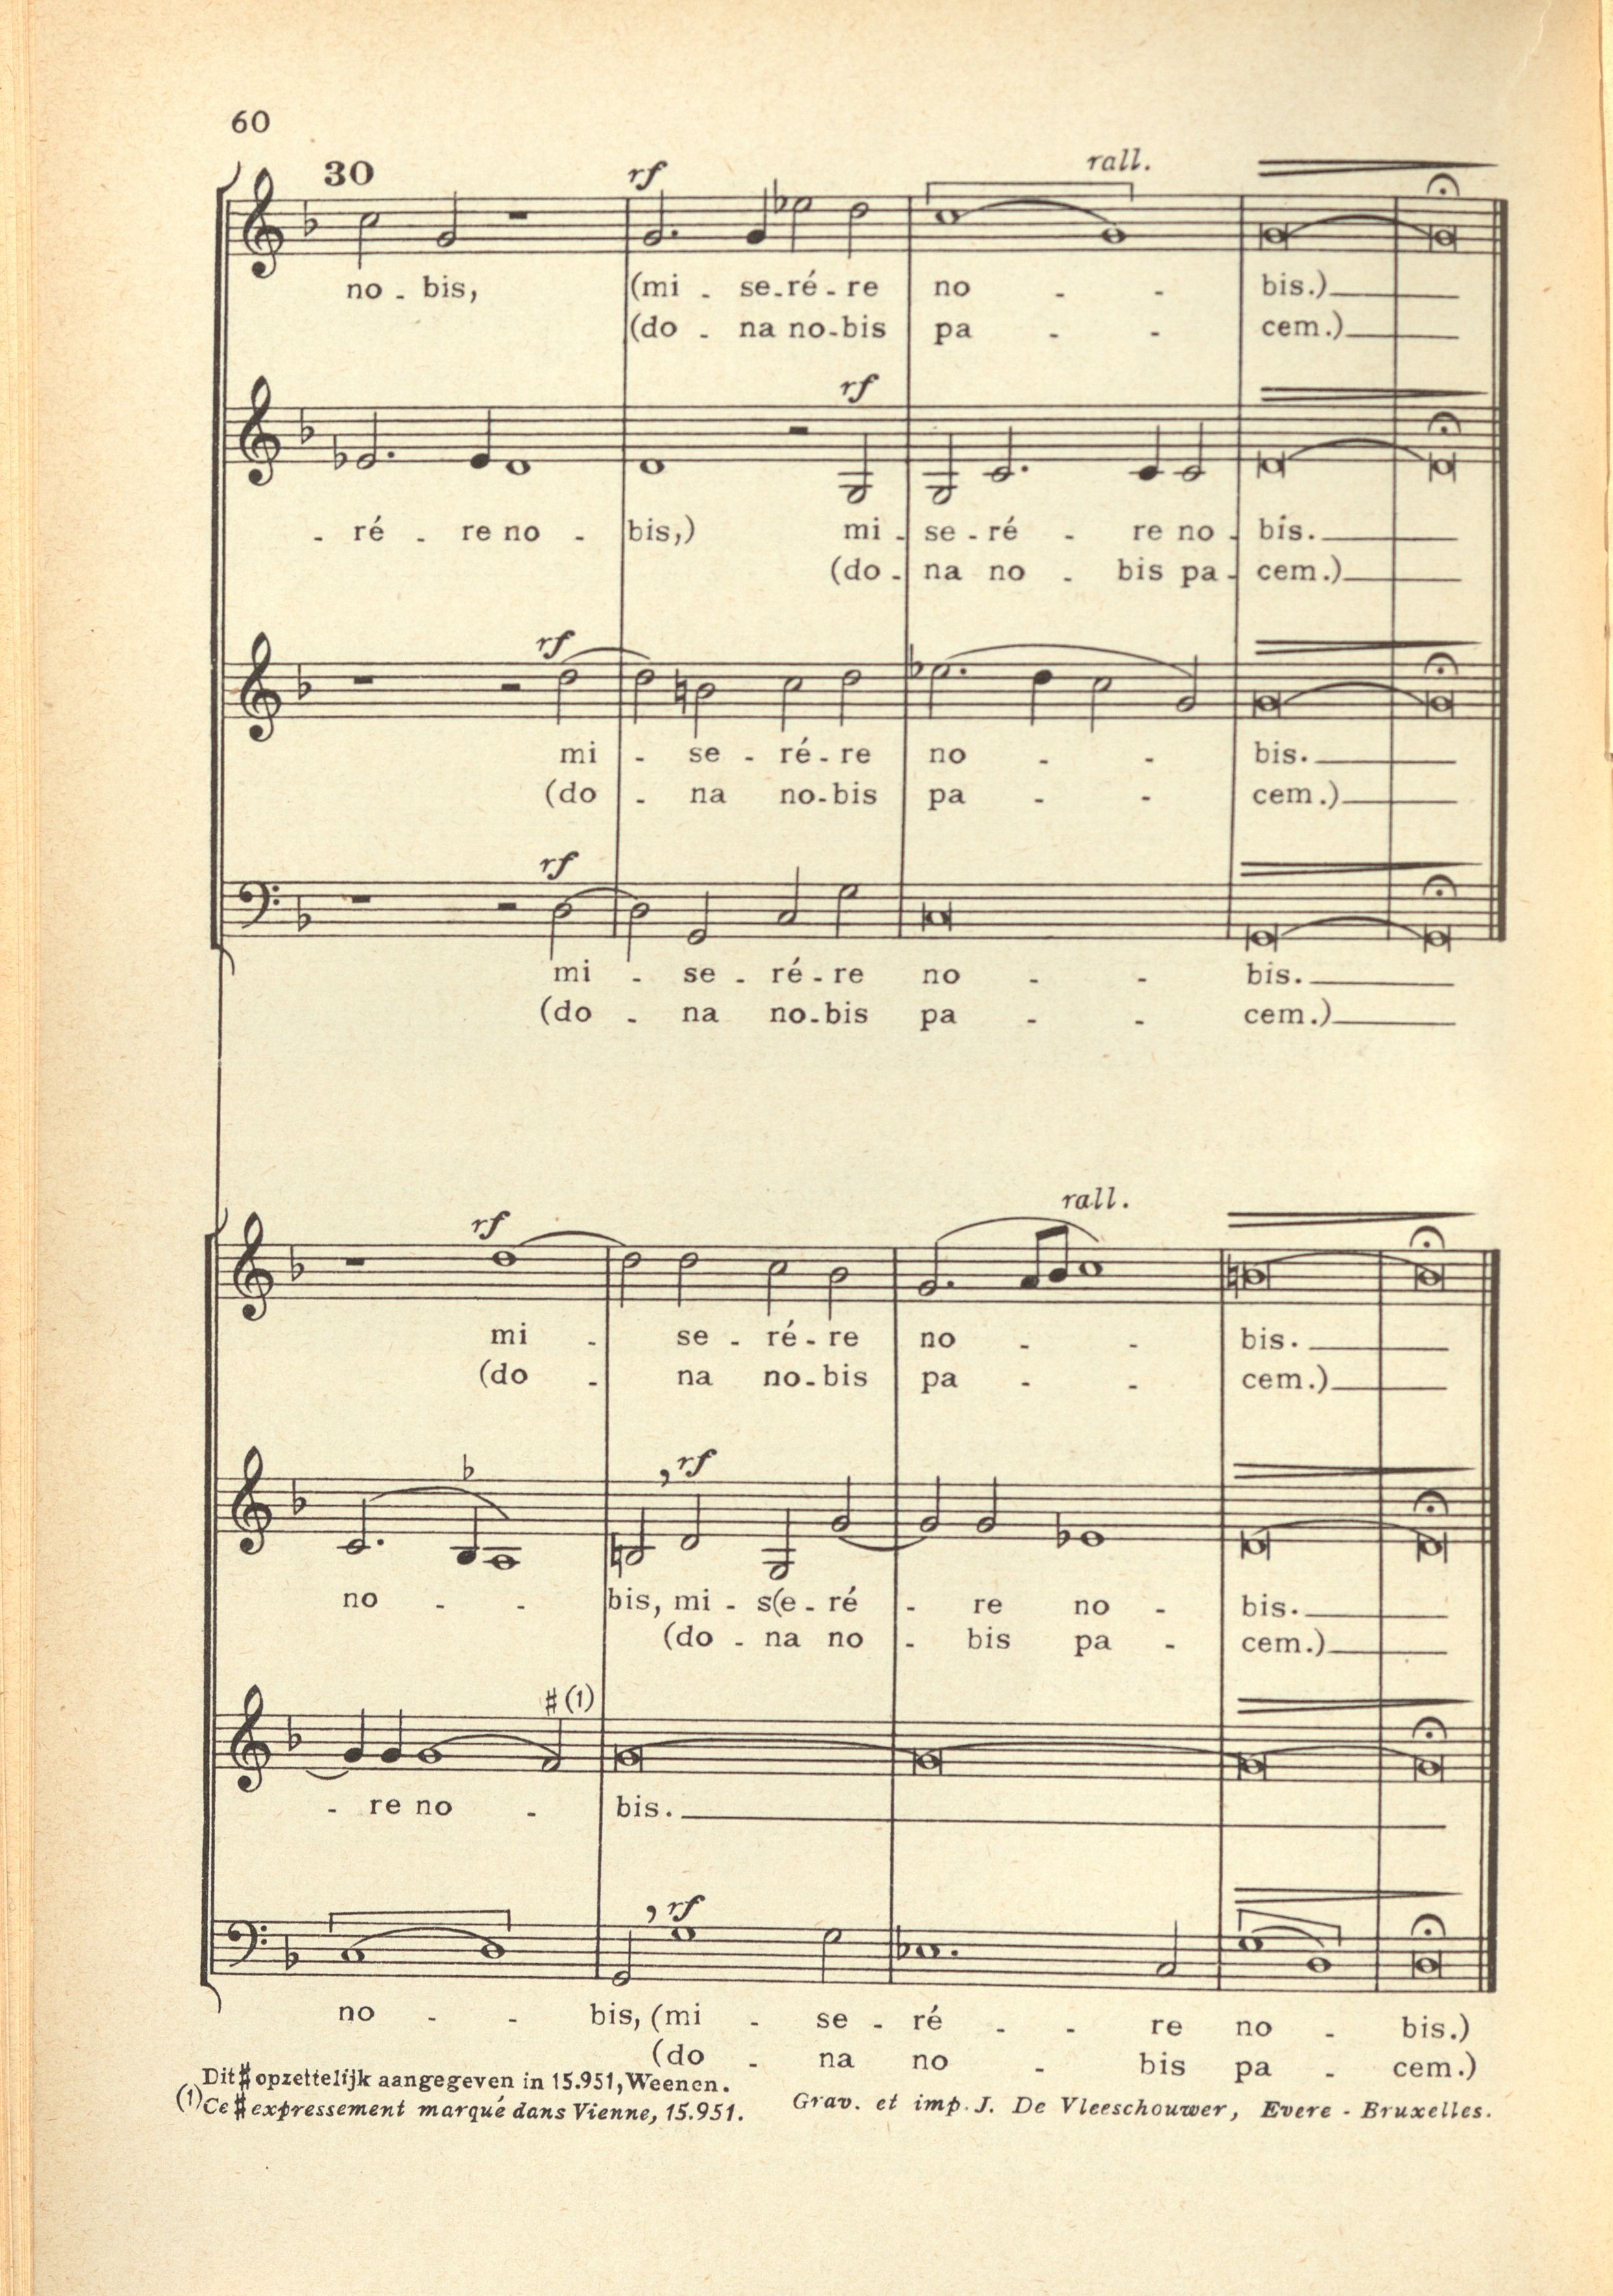 60
30
rf
rall.
no - bis, (mi - se - ré - re no - - bis.)
(do - na no - bis pa - - cem.)
rf
- ré - re no - bis,) mi - se - ré - re no - bis.
(do - na no - bis pa - cem.)
rf
mi - se - ré - re no - - bis.
(do - na no - bis pa - - cem.)
rf
mi - se - ré - re no - - bis.
(do - na no - bis pa - - cem.)
rall.
rf
mi - se - ré - re no - - bis.
(do - na no - bis pa - - cem.)
, rf
no - - bis, mi - s(e - ré - re no - bis.
(do - na no - bis pa - cem.)
♯ (1)
- re no - bis.
, rf
no - - bis, (mi - se - ré - - re no - bis.)
(do - na no - bis pa - cem.)
Dit ♯ opzettelijk aangegeven in 15.951, Weenen.
(1) Ce ♯ expressement marqué dans Vienne, 15.951.
Grav. et imp. J. De Vleeschouwer, Evere - Bruxelles.